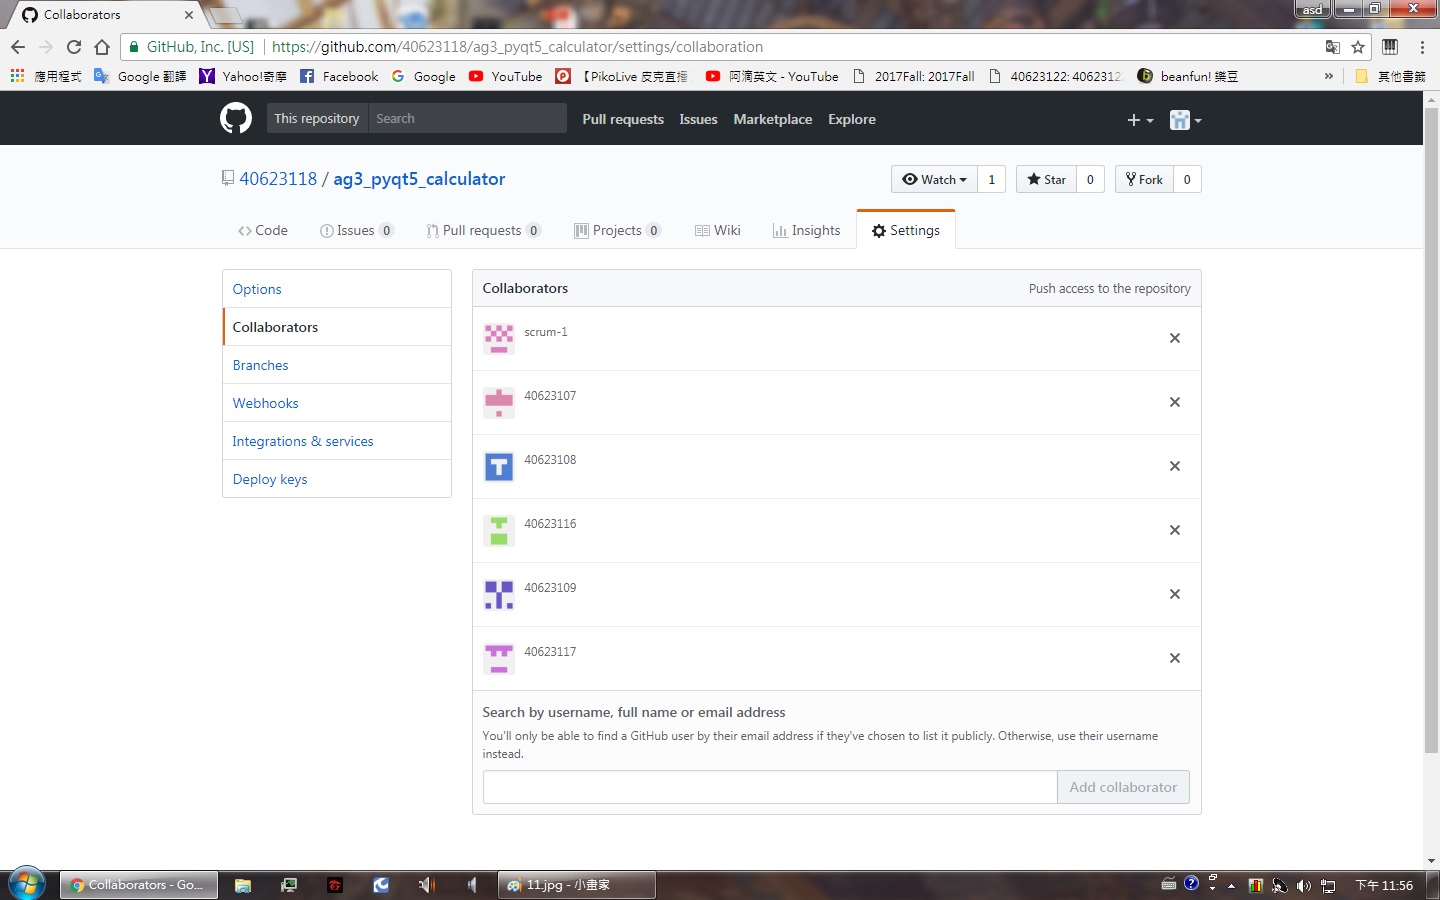 Collaborators
asd
GitHub, Inc. [US]
https://github.com/40623118/ag3_pyqt5_calculator/settings/collaboration
應用程式
Google 翻譯
Yahoo!奇摩
Facebook
Google
YouTube
【PikoLive 皮克直播
阿滴英文 - YouTube
2017Fall: 2017Fall
40623122: 4062312
beanfun! 樂豆
»
其他書籤
This repository
Search
Pull requests
Issues
Marketplace
Explore
40623118 / ag3_pyqt5_calculator
Watch
1
Star
0
Fork
0
Code
Issues 0
Pull requests 0
Projects 0
Wiki
Insights
Settings
Options
Collaborators
Branches
Webhooks
Integrations & services
Deploy keys
Collaborators
Push access to the repository
scrum-1
40623107
40623108
40623116
40623109
40623117
Search by username, full name or email address
You'll only be able to find a GitHub user by their email address if they've chosen to list it publicly. Otherwise, use their username
instead.
Add collaborator
Collaborators - Go...
11.jpg - 小畫家
下午 11:56